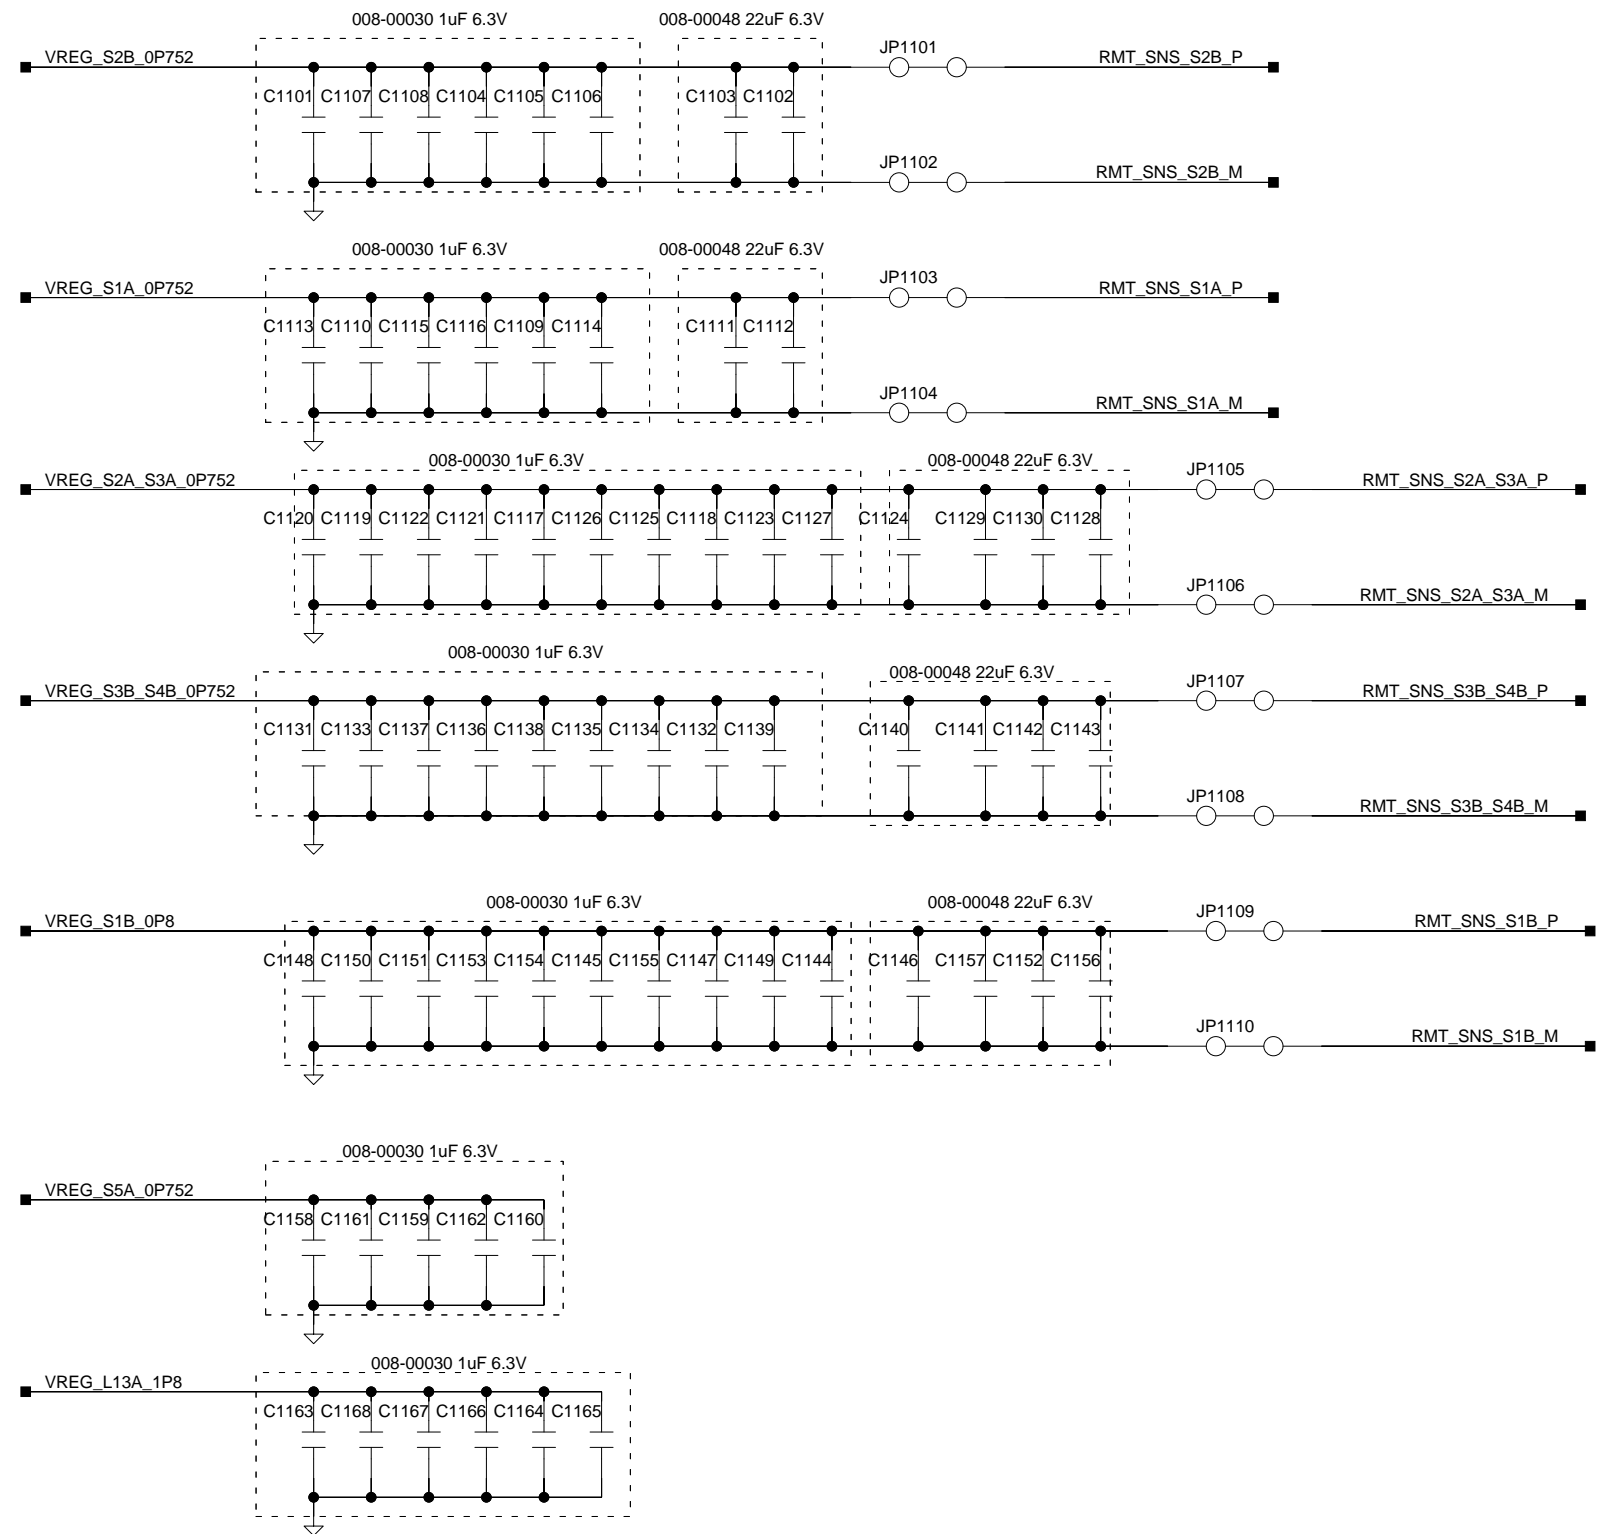 008-00030 1uF 6.3V 008-00048 22uF 6.3V
VREG_S2B_0P752 JP1101 RMT_SNS_S2B_P
C1101 C1107 C1108 C1104 C1105 C1106 C1103 C1102
JP1102 RMT_SNS_S2B_M
008-00030 1uF 6.3V 008-00048 22uF 6.3V
VREG_S1A_0P752 JP1103 RMT_SNS_S1A_P
C1113 C1110 C1115 C1116 C1109 C1114 C1111 C1112
JP1104 RMT_SNS_S1A_M
008-00030 1uF 6.3V 008-00048 22uF 6.3V
VREG_S2A_S3A_0P752 JP1105 RMT_SNS_S2A_S3A_P
C1120 C1119 C1122 C1121 C1117 C1126 C1125 C1118 C1123 C1127 C1124 C1129 C1130 C1128
JP1106 RMT_SNS_S2A_S3A_M
008-00030 1uF 6.3V 008-00048 22uF 6.3V
VREG_S3B_S4B_0P752 JP1107 RMT_SNS_S3B_S4B_P
C1131 C1133 C1137 C1136 C1138 C1135 C1134 C1132 C1139 C1140 C1141 C1142 C1143
JP1108 RMT_SNS_S3B_S4B_M
008-00030 1uF 6.3V 008-00048 22uF 6.3V
VREG_S1B_0P8 JP1109 RMT_SNS_S1B_P
C1148 C1150 C1151 C1153 C1154 C1145 C1155 C1147 C1149 C1144 C1146 C1157 C1152 C1156
JP1110 RMT_SNS_S1B_M
008-00030 1uF 6.3V
VREG_S5A_0P752
C1158 C1161 C1159 C1162 C1160
008-00030 1uF 6.3V
VREG_L13A_1P8
C1163 C1168 C1167 C1166 C1164 C1165